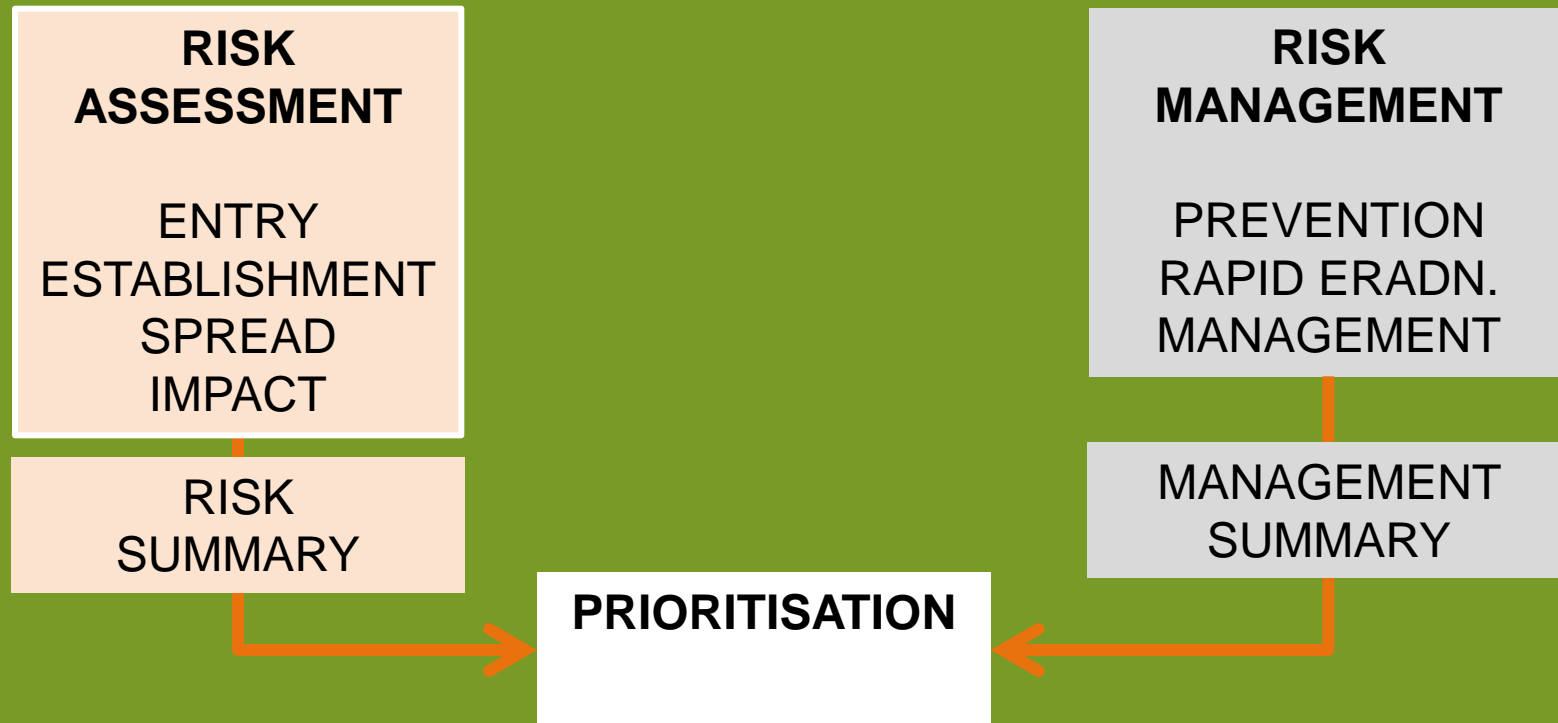 RISK
ASSESSMENT
ENTRY
ESTABLISHMENT
SPREAD
IMPACT
RISK
SUMMARY
RISK
MANAGEMENT
PREVENTION
RAPID ERADN.
MANAGEMENT
MANAGEMENT
SUMMARY
PRIORITISATION